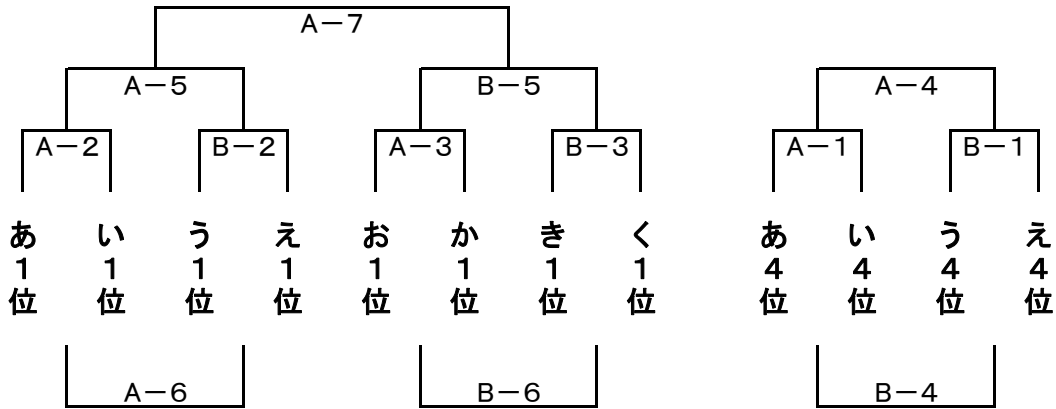 A－7
A－5
B－5
A－4
A－2
B－2
A－3
B－3
A－1
B－1
あ1位
い1位
う1位
え1位
お1位
か1位
き1位
く1位
あ4位
い4位
う4位
え4位
A－6
B－6
B－4